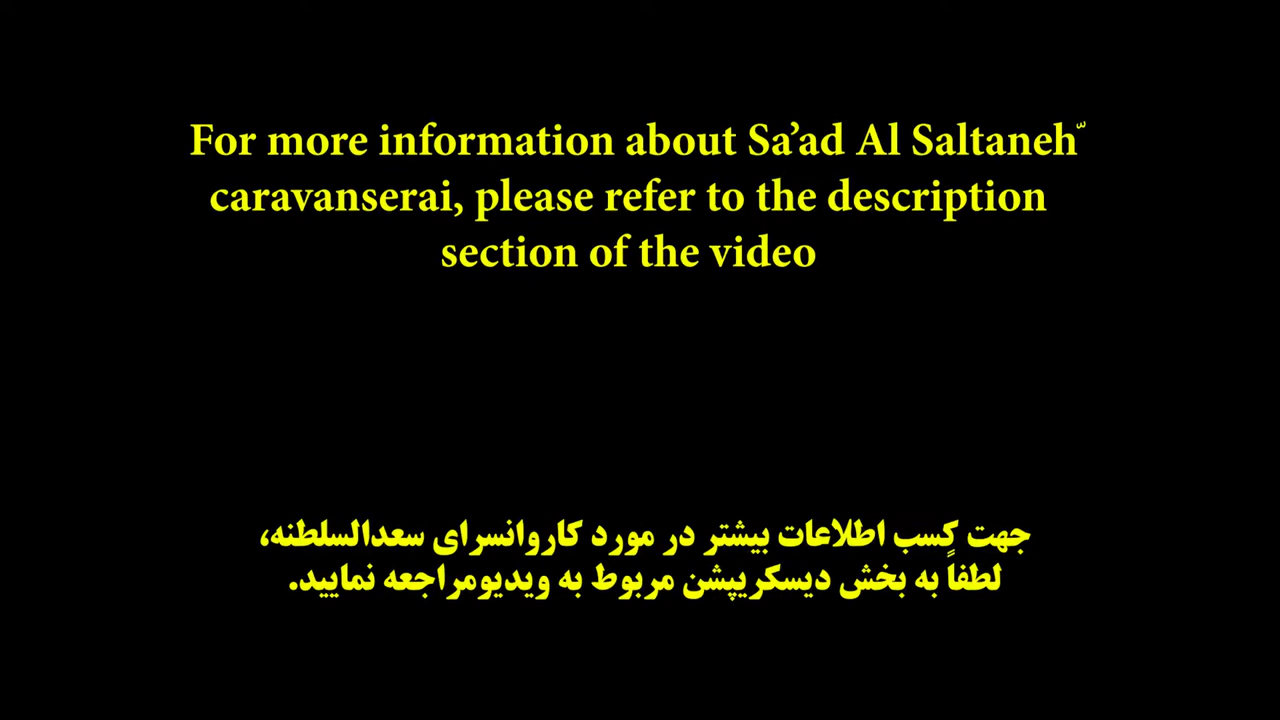 For more information about Sa’ad Al Saltaneh ّ
caravanserai, please refer to the description
section of the video
جهت کسب اطلاعات بیشتر در مورد کاروانسرای سعدالسلطنه،
لطفاً به بخش دیسکریپشن مربوط به ویدیومراجعه نمایید.